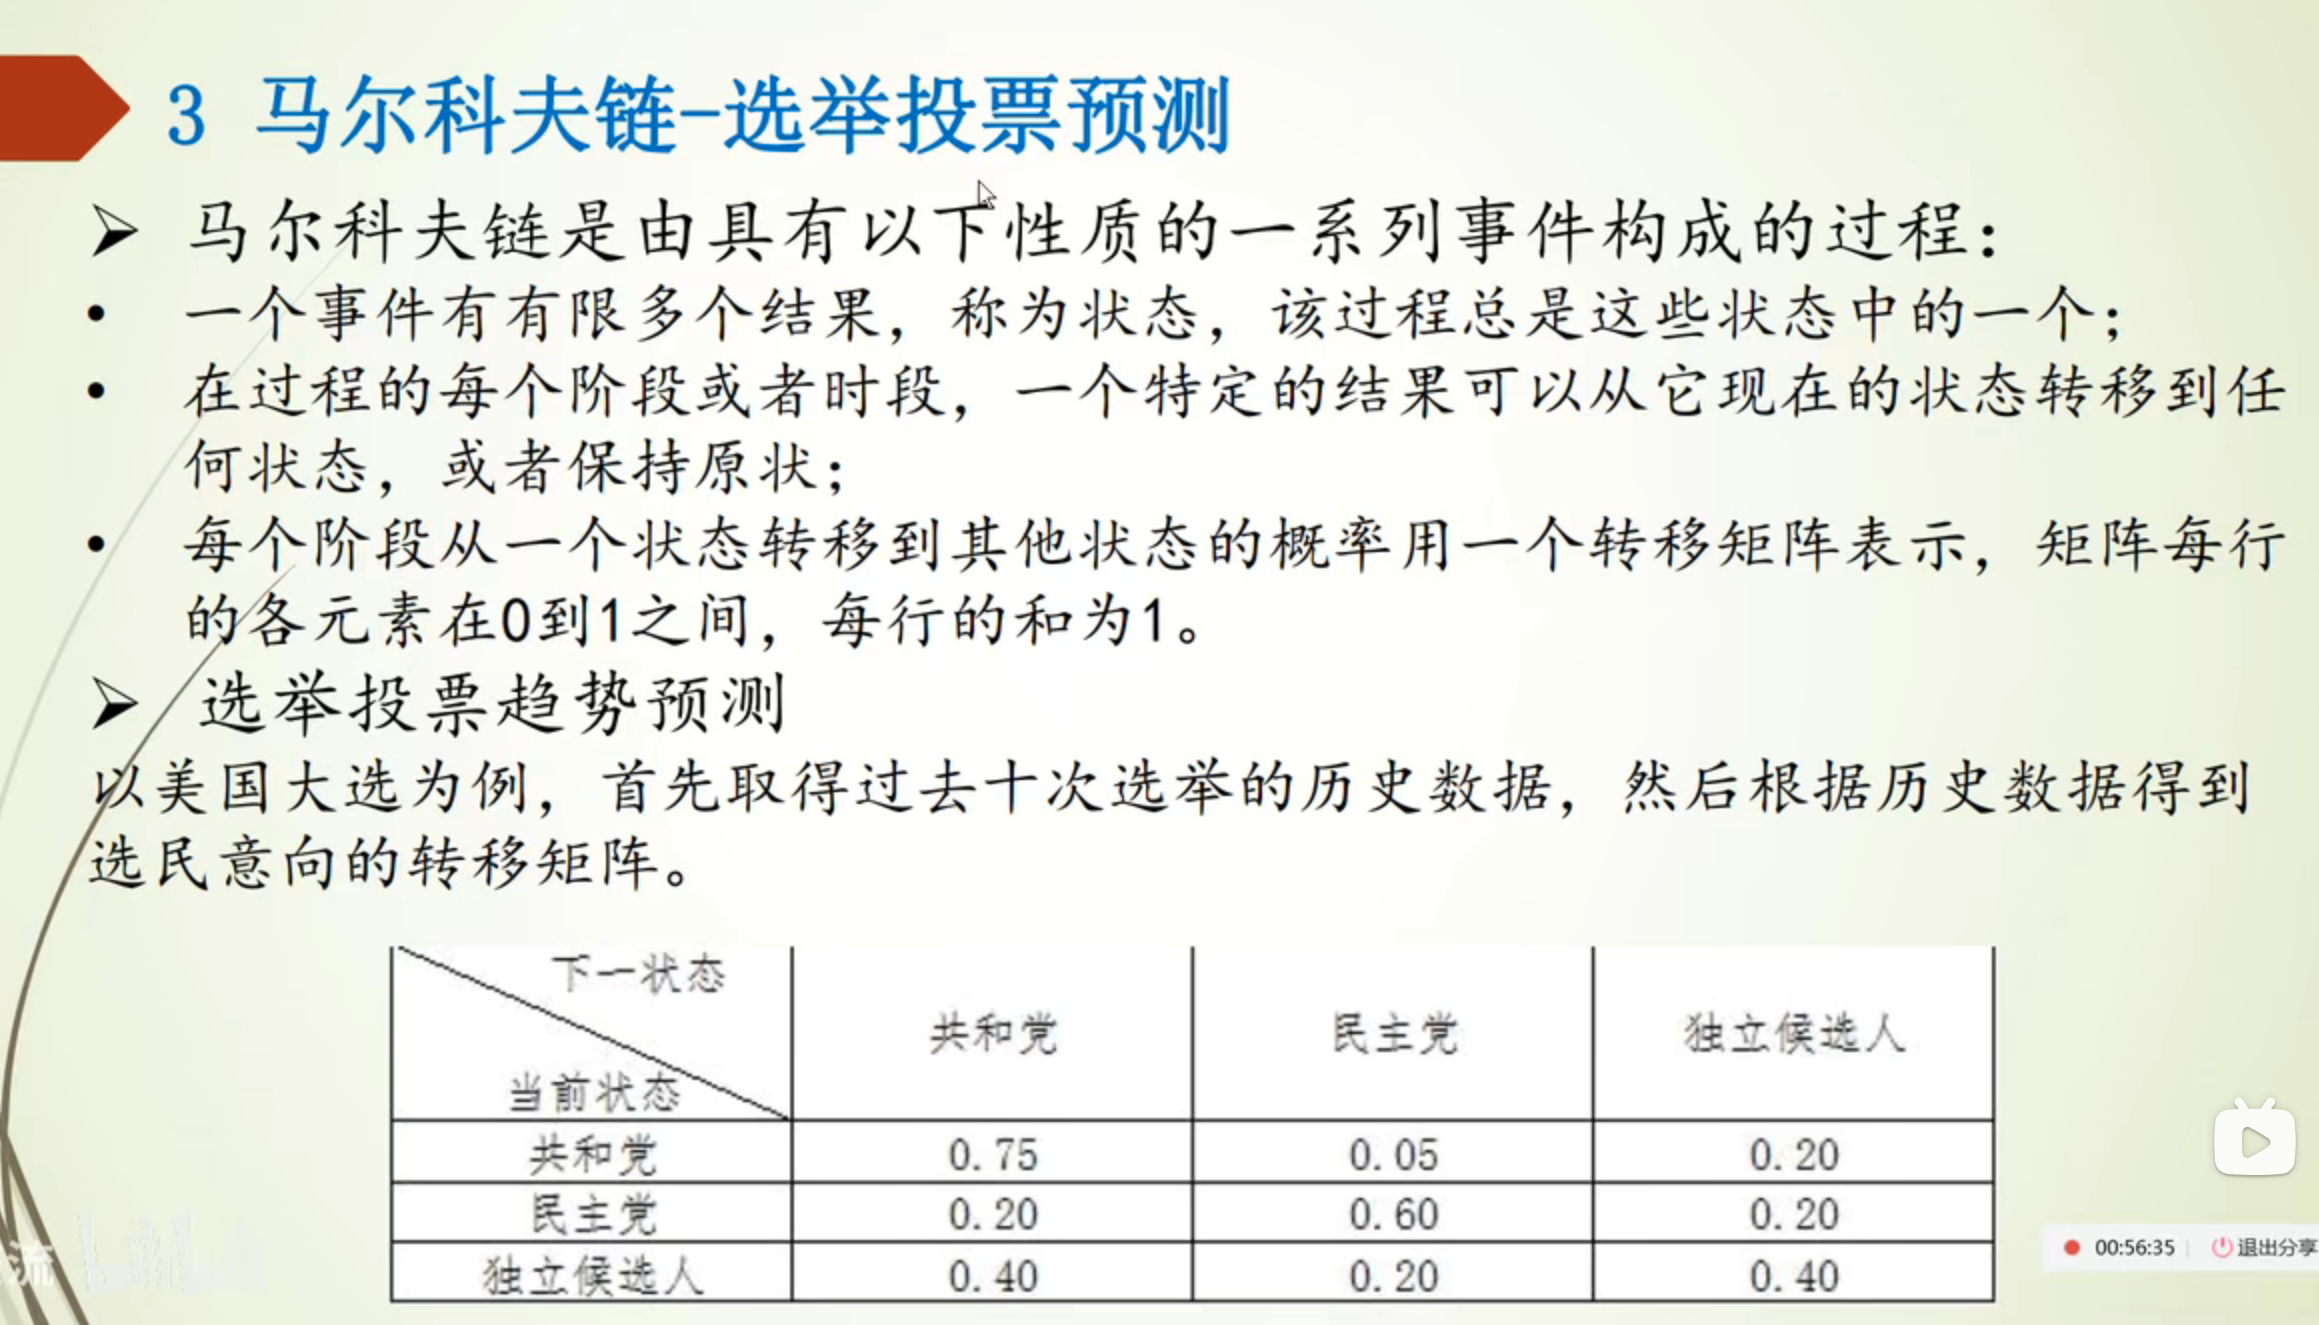 3 马尔科夫链-选举投票预测
➢ 马尔科夫链是由具有以下性质的一系列事件构成的过程：
• 一个事件有有限多个结果，称为状态，该过程总是这些状态中的一个；
• 在过程的每个阶段或者时段，一个特定的结果可以从它现在的状态转移到任
何状态，或者保持原状；
• 每个阶段从一个状态转移到其他状态的概率用一个转移矩阵表示，矩阵每行
的各元素在0到1之间，每行的和为1。
➢ 选举投票趋势预测
以美国大选为例，首先取得过去十次选举的历史数据，然后根据历史数据得到
选民意向的转移矩阵。
下一状态
当前状态 共和党 民主党 独立候选人
共和党 0.75 0.05 0.20
民主党 0.20 0.60 0.20
独立候选人 0.40 0.20 0.40
00:56:35 退出分享
流